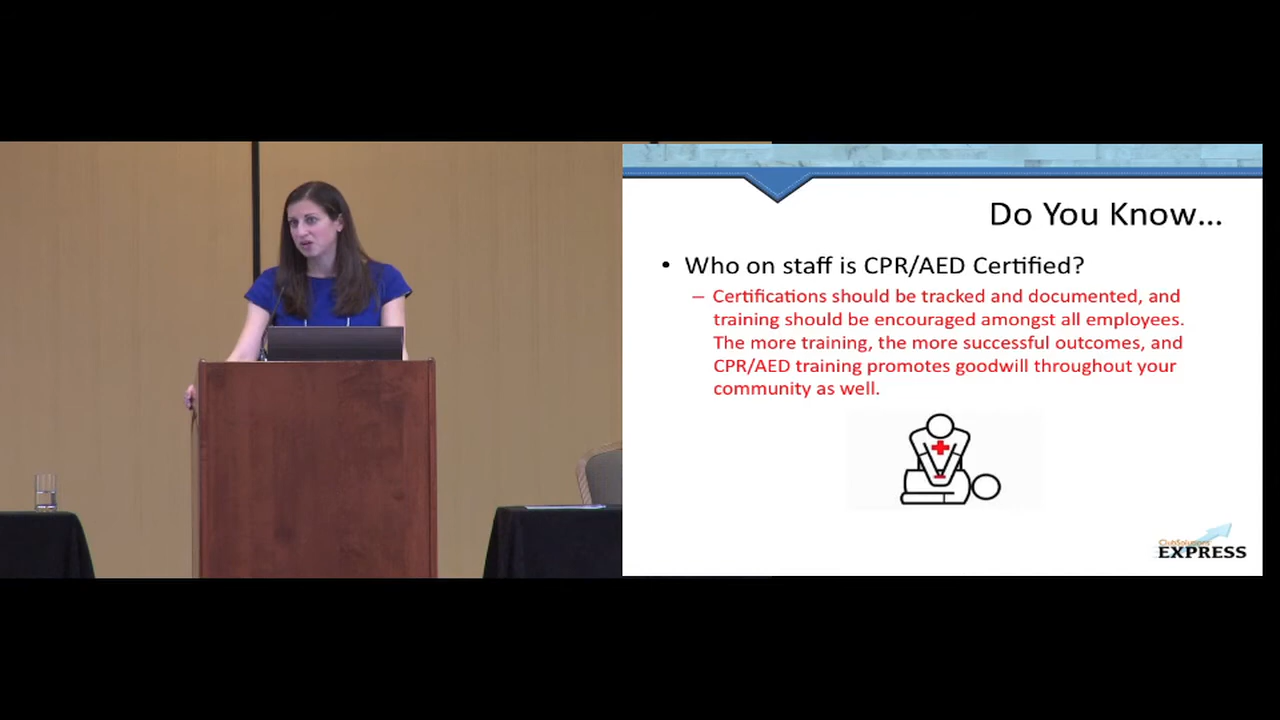 Do You Know...
• Who on staff is CPR/AED Certified?
– Certifications should be tracked and documented, and
training should be encouraged amongst all employees.
The more training, the more successful outcomes, and
CPR/AED training promotes goodwill throughout your
community as well.
ClubSolutions
EXPRESS